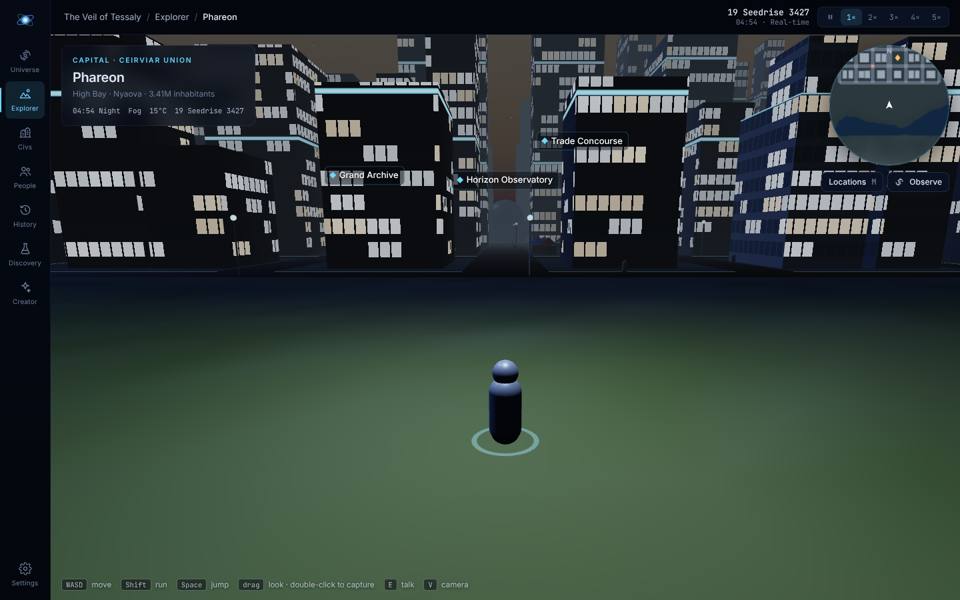 The Veil of Tessaly / Explorer / Phareon
19 Seedrise 3427
04:54 · Real-time
1× 2× 3× 4× 5×
Universe
Explorer
Civs
People
History
Discovery
Creator
Settings
CAPITAL · CEIRVIAR UNION
Phareon
High Bay · Nyaova · 3.41M inhabitants
04:54 Night Fog 15°C 19 Seedrise 3427
Trade Concourse
Grand Archive
Horizon Observatory
N
Locations M
Observe
WASD move Shift run Space jump drag look · double-click to capture E talk V camera